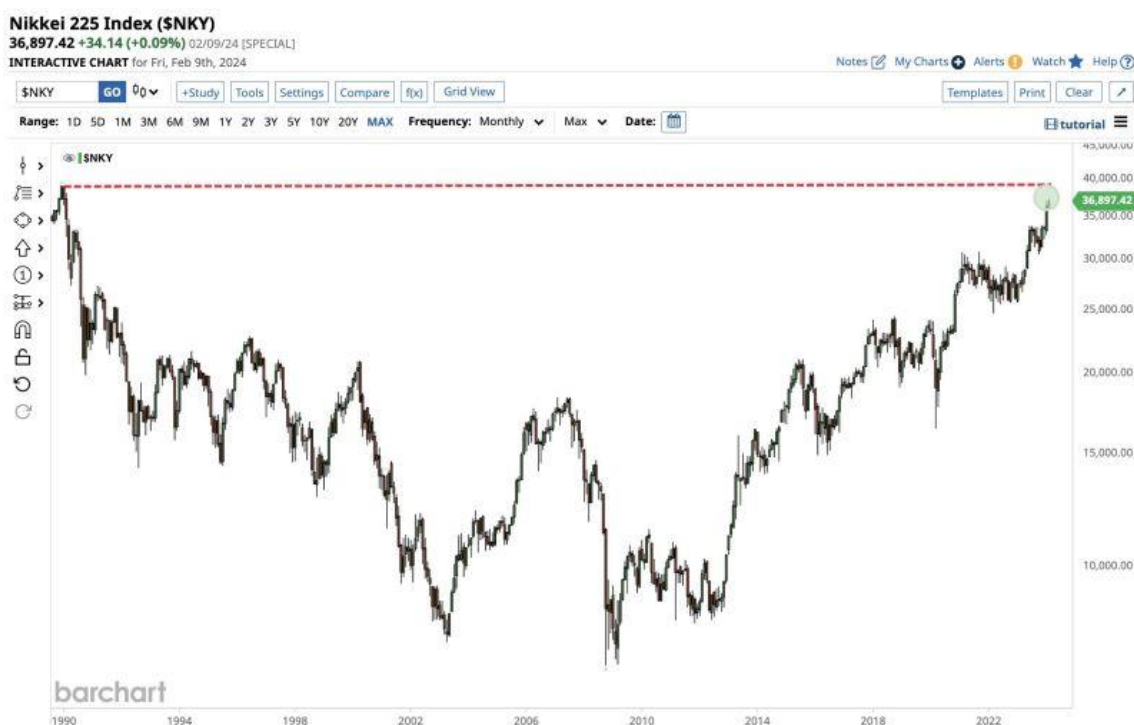 Nikkei 225 Index ($NKY)
36,897.42 +34.14 (+0.09%) 02/09/24 [SPECIAL]
INTERACTIVE CHART for Fri, Feb 9th, 2024
Notes My Charts Alerts Watch Help
$NKY GO +Study Tools Settings Compare f(x) Grid View Templates Print Clear
Range: 1D 5D 1M 3M 6M 9M 1Y 2Y 3Y 5Y 10Y 20Y MAX Frequency: Monthly Max Date: tutorial
$NKY
45,000.00
40,000.00
36,897.42
35,000.00
30,000.00
25,000.00
20,000.00
15,000.00
10,000.00
barchart
1990 1994 1998 2002 2006 2010 2014 2018 2022